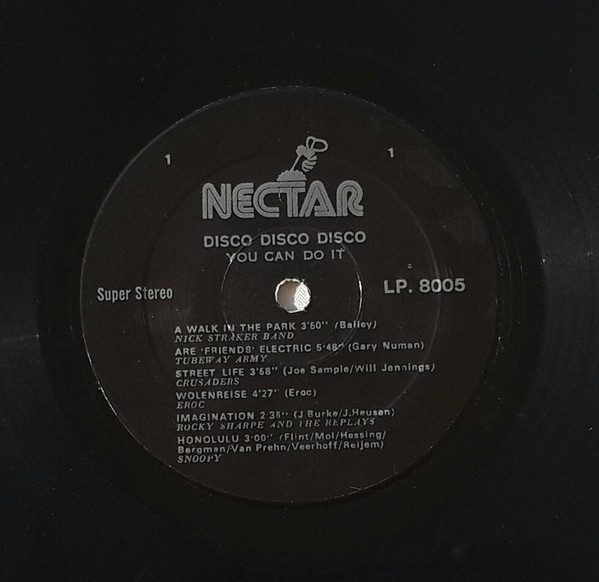 1 1
NECTAR
DISCO DISCO DISCO
YOU CAN DO IT
Super Stereo
LP. 8005
A WALK IN THE PARK 3'50'' (Bailey)
NICK STRAKER BAND
ARE 'FRIENDS' ELECTRIC 5'48'' (Gary Numan)
TUBEWAY ARMY
STREET LIFE 3'58'' (Joe Sample/Will Jennings)
CRUSADERS
WOLENREISE 4'27'' (Eroc)
EROC
IMAGINATION 2'38'' (J.Burke/J.Heusen)
ROCKY SHARPE AND THE REPLAYS
HONOLULU 3'00'' (Flint/Mol/Hessing/
Bergman/Van Prehn/Veerhoff/Reijem)
SNOOPY